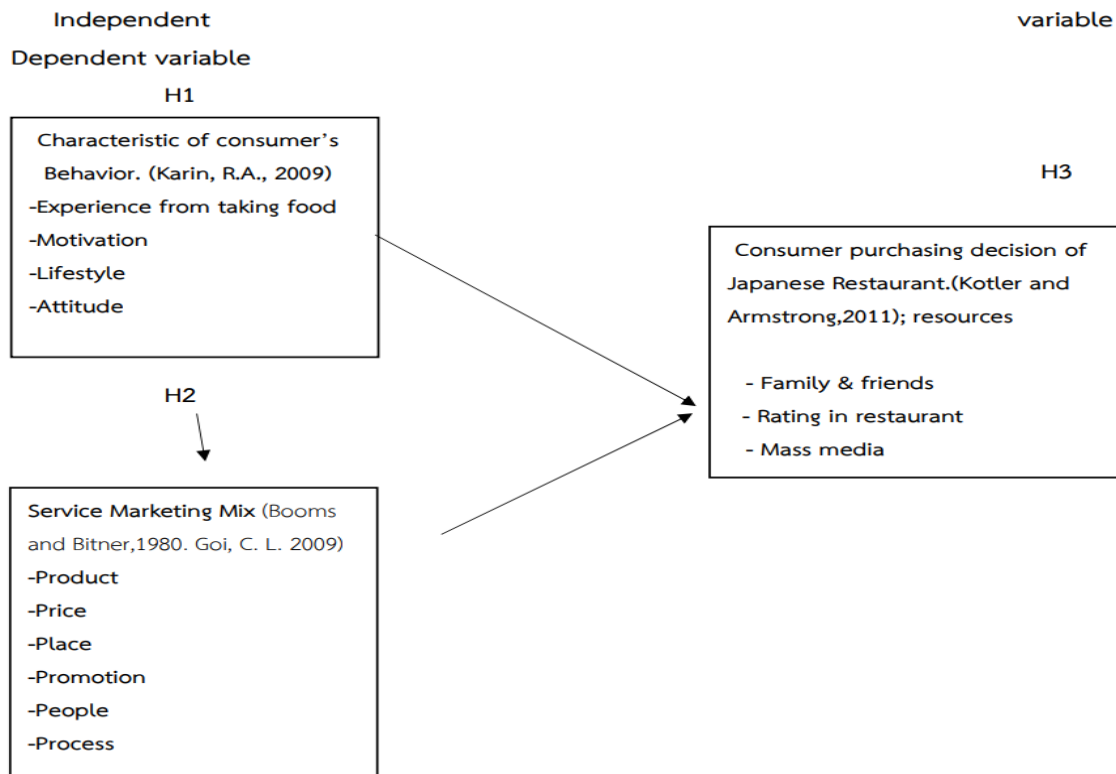 Independent variable
Dependent variable
H1
Characteristic of consumer's
Behavior. (Karin, R.A., 2009)
-Experience from taking food
-Motivation
-Lifestyle
-Attitude
H2
Service Marketing Mix (Booms
and Bitner,1980. Goi, C. L. 2009)
-Product
-Price
-Place
-Promotion
-People
-Process
H3
Consumer purchasing decision of
Japanese Restaurant.(Kotler and
Armstrong,2011); resources
- Family & friends
- Rating in restaurant
- Mass media